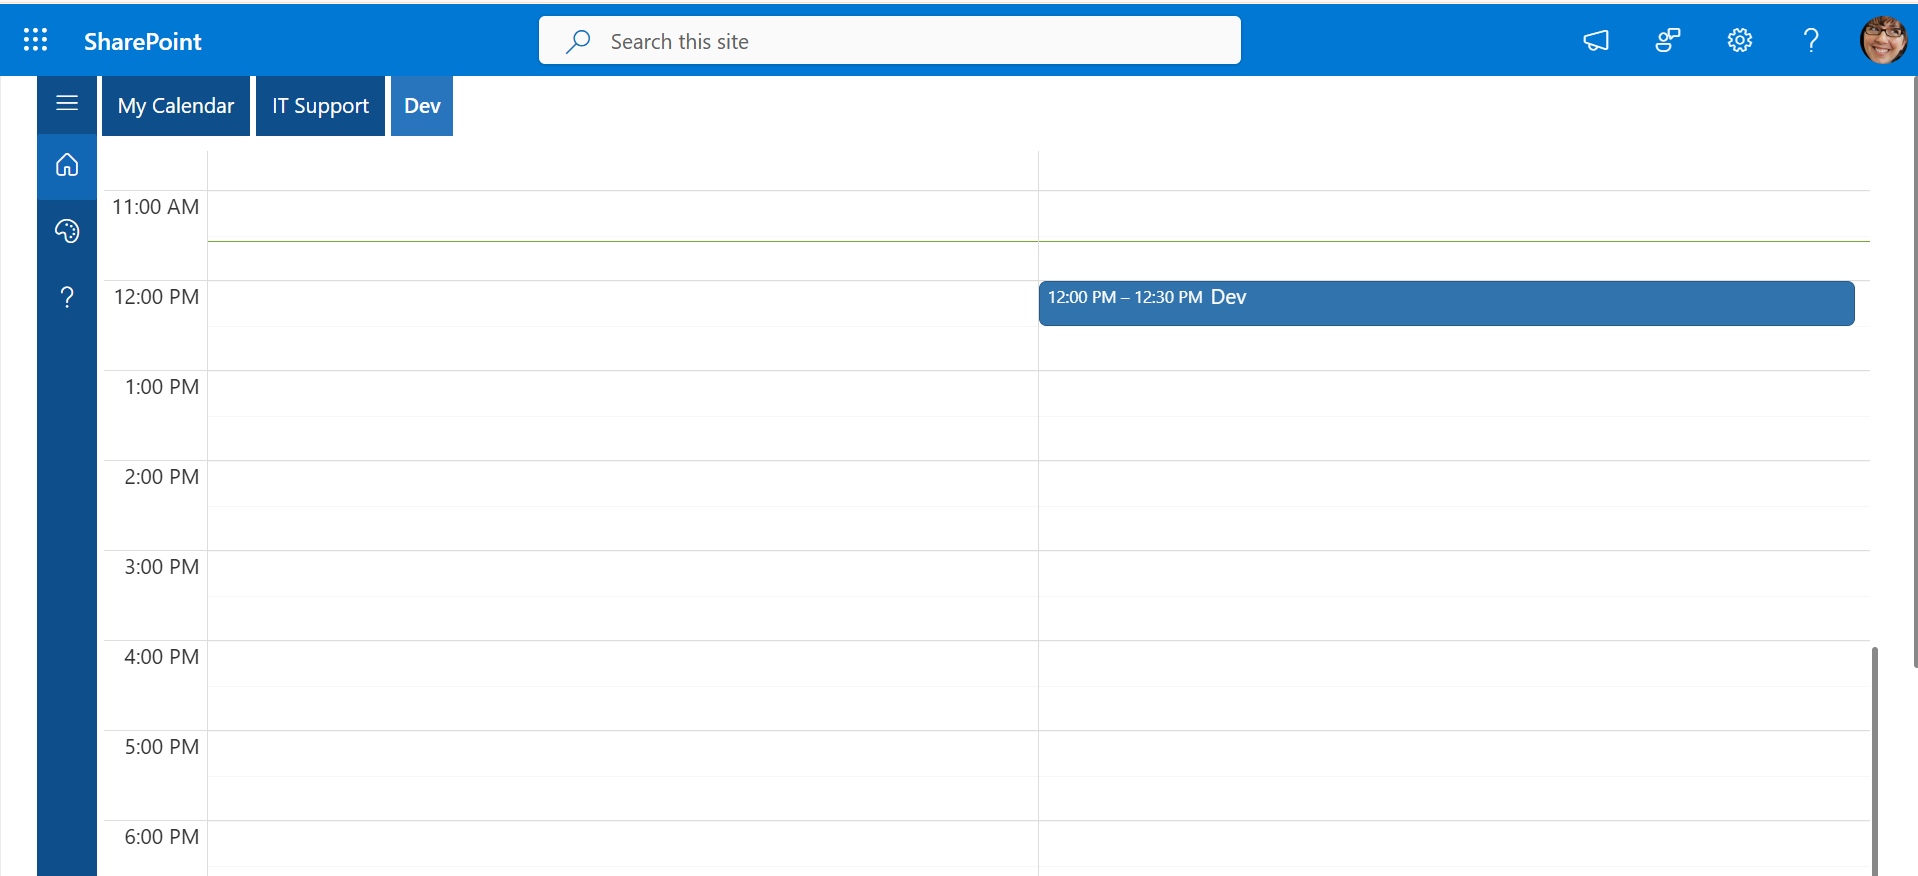 SharePoint
Search this site
My Calendar
IT Support
Dev
11:00 AM
12:00 PM
12:00 PM – 12:30 PM Dev
1:00 PM
2:00 PM
3:00 PM
4:00 PM
5:00 PM
6:00 PM